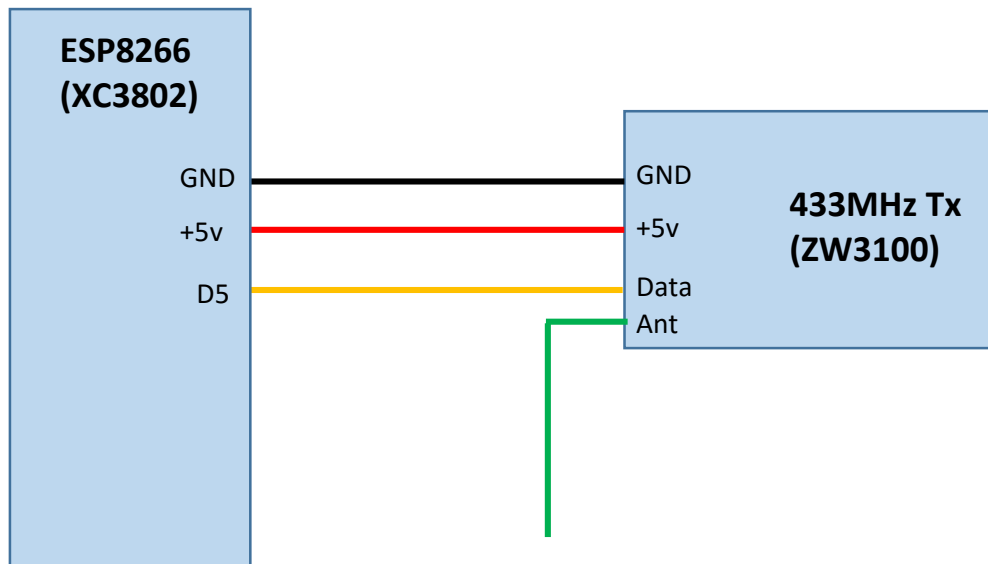 ESP8266
(XC3802)
GND
+5v
D5
GND
+5v
Data
Ant
433MHz Tx
(ZW3100)